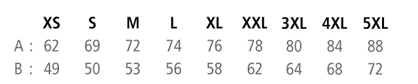 XS S M L XL XXL 3XL 4XL 5XL
A : 62 69 72 74 76 78 80 84 88
B : 49 50 53 56 58 62 64 68 72